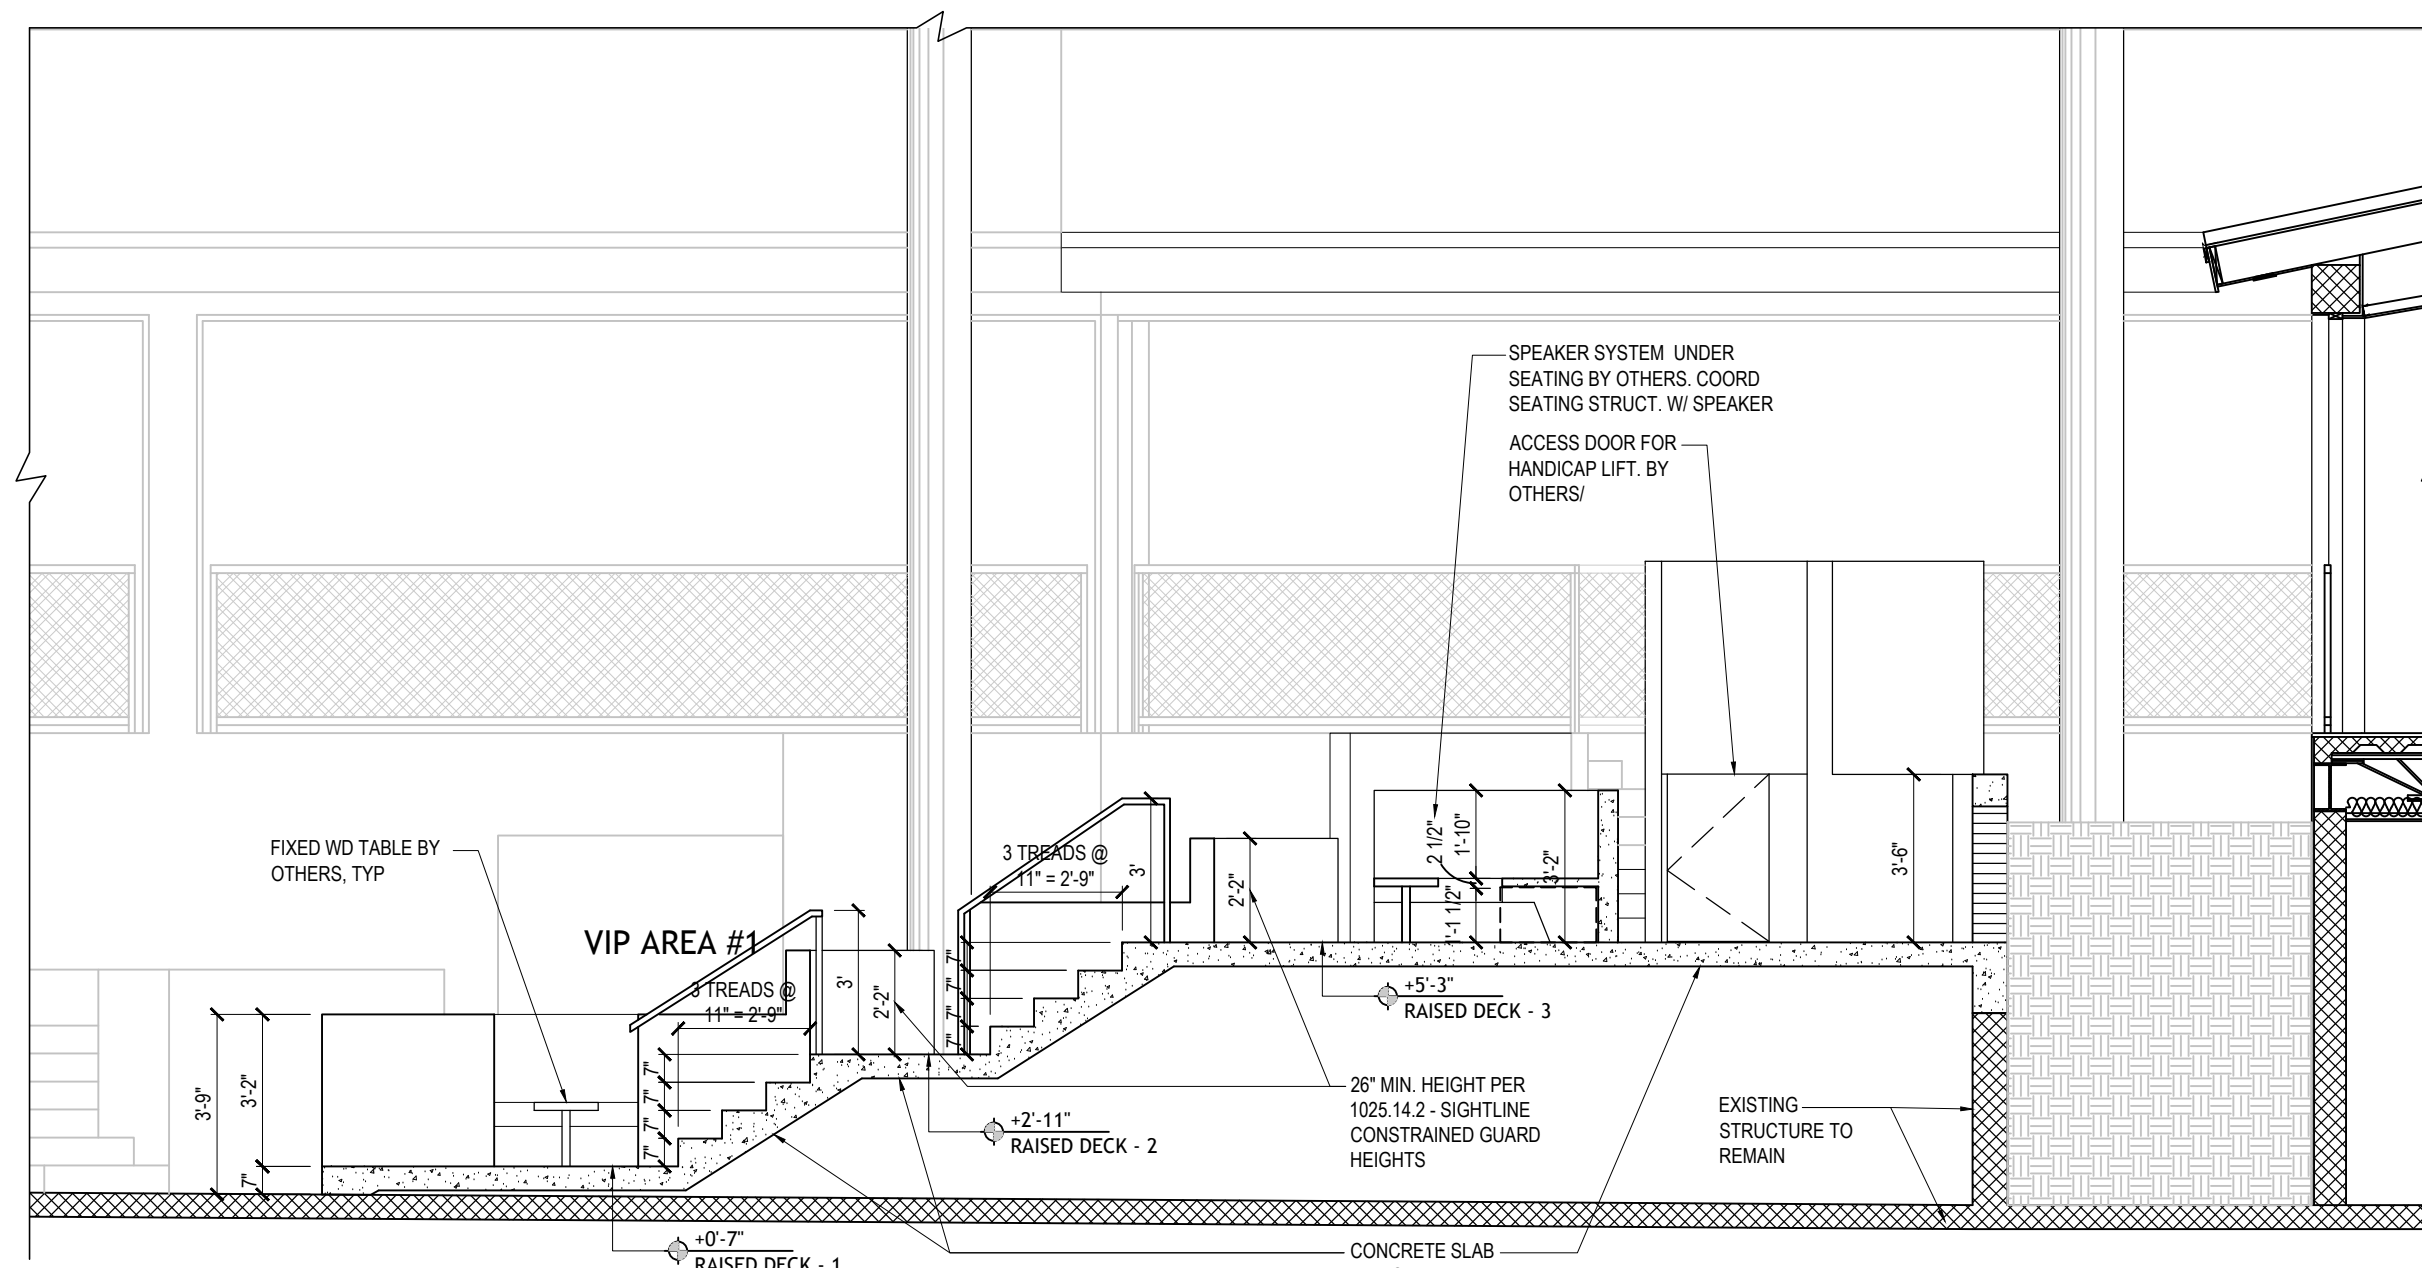 SPEAKER SYSTEM UNDER
SEATING BY OTHERS. COORD
SEATING STRUCT. W/ SPEAKER
ACCESS DOOR FOR
HANDICAP LIFT. BY
OTHERS/
FIXED WD TABLE BY
OTHERS, TYP
VIP AREA #1
3 TREADS @
11" = 2'-9"
3'
2'-2"
3 TREADS @
11" = 2'-9"
3'
2'-2"
2 1/2"
1'-10"
1'-1 1/2"
3'-2"
3'-6"
7"
7"
7"
7"
7"
7"
7"
7"
3'-9"
3'-2"
7"
+5'-3"
RAISED DECK - 3
+2'-11"
RAISED DECK - 2
26" MIN. HEIGHT PER
1025.14.2 - SIGHTLINE
CONSTRAINED GUARD
HEIGHTS
EXISTING
STRUCTURE TO
REMAIN
+0'-7"
RAISED DECK - 1
CONCRETE SLAB